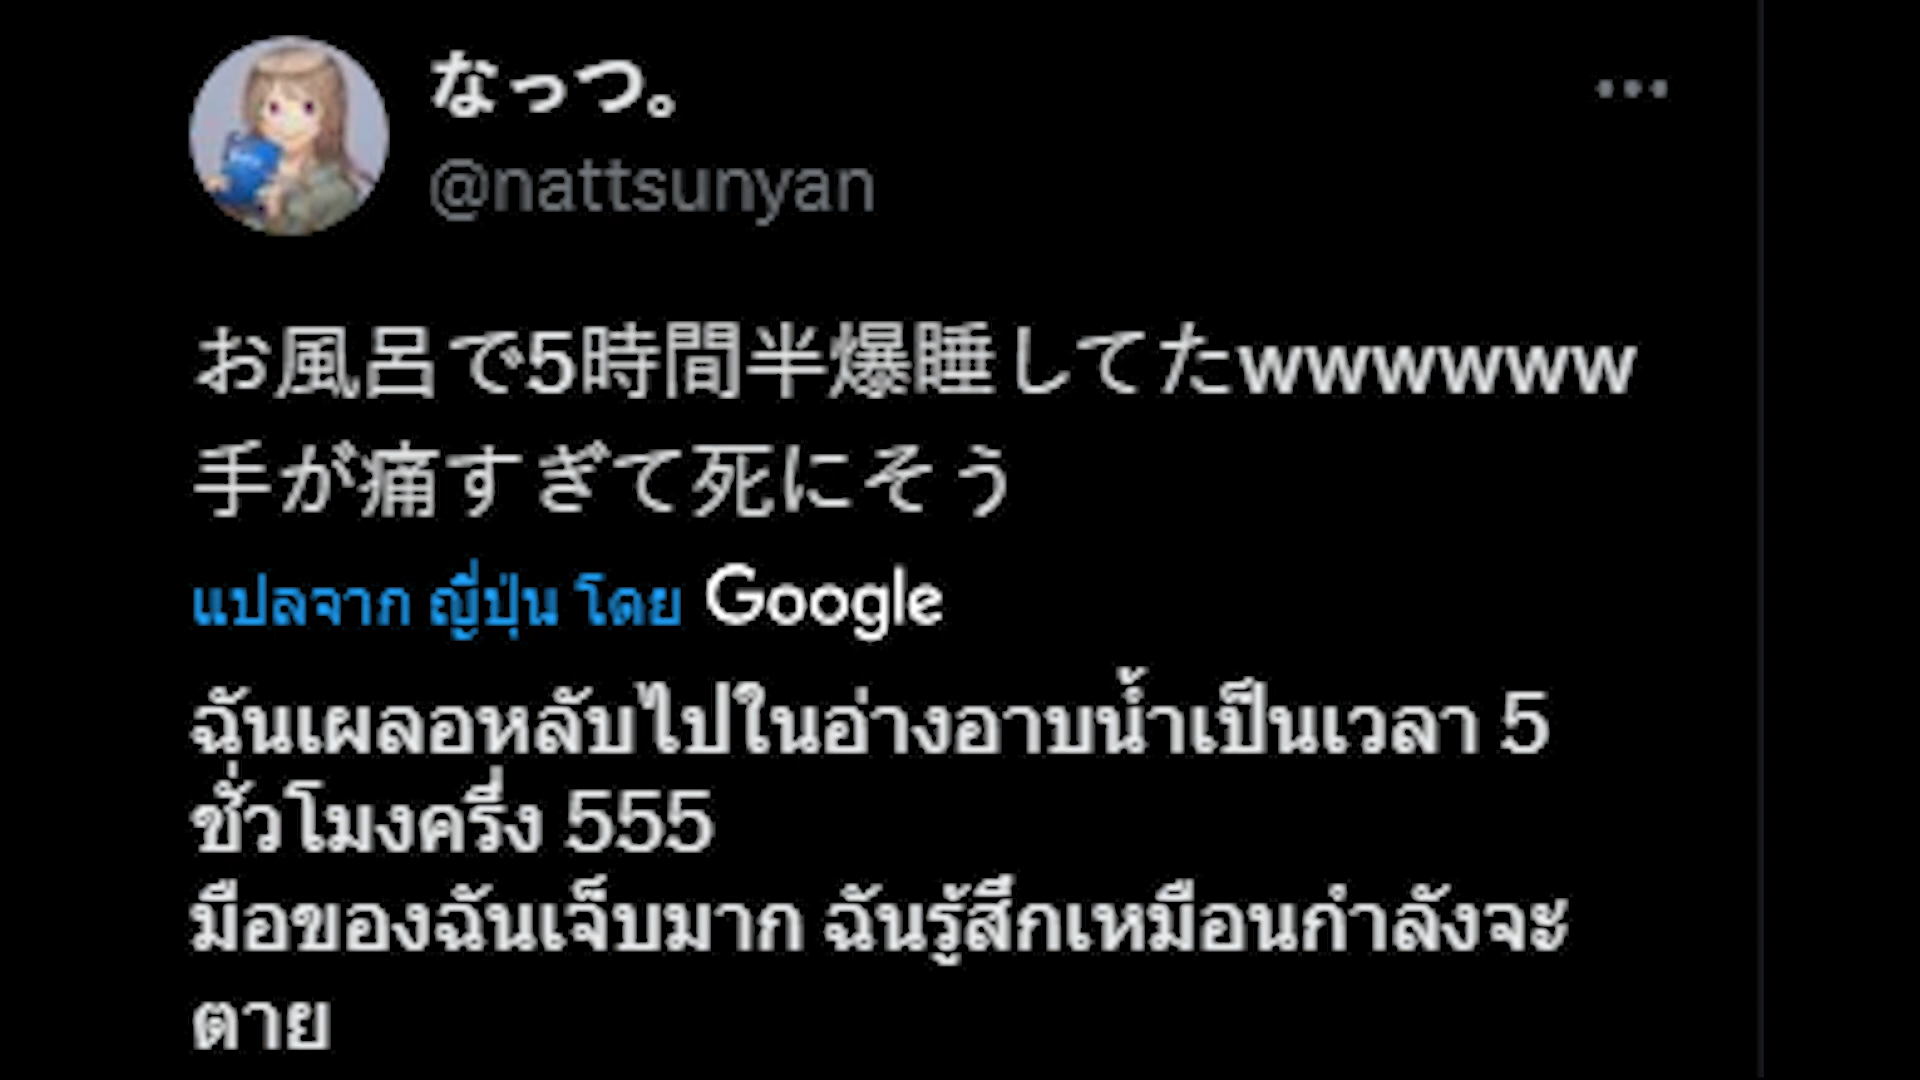 なっつ。
@nattsunyan
お風呂で5時間半爆睡してたwwwwww
手が痛すぎて死にそう
แปลจาก ญี่ปุ่น โดย Google
ฉันเผลอหลับไปในอ่างอาบน้ำเป็นเวลา 5
ชั่วโมงครึ่ง 555
มือของฉันเจ็บมาก ฉันรู้สึกเหมือนกำลังจะ
ตาย